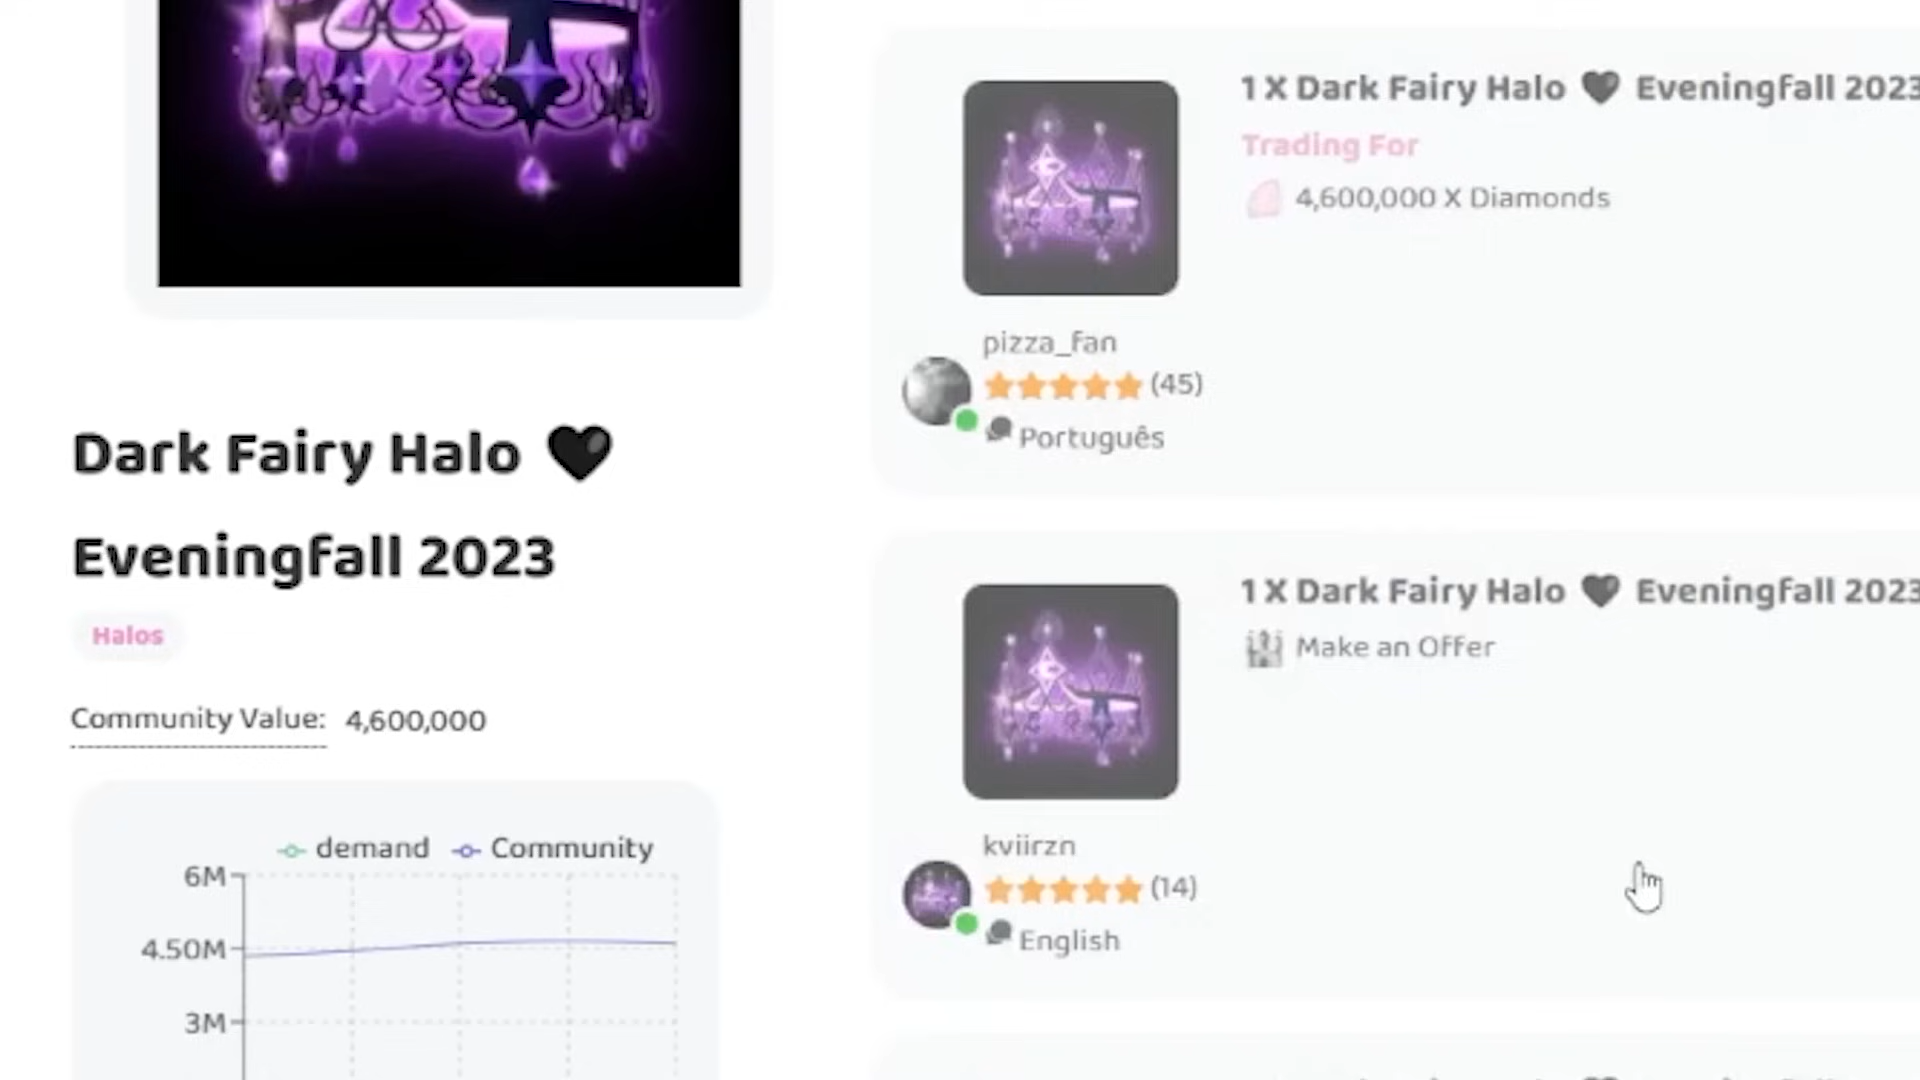 Dark Fairy Halo 🖤
Eveningfall 2023
Halos
Community Value: 4,600,000
demand Community
6M
4.50M
3M
1 X Dark Fairy Halo 🖤 Eveningfall 2023
Trading For
4,600,000 X Diamonds
pizza_fan
(45)
Português
1 X Dark Fairy Halo 🖤 Eveningfall 2023
Make an Offer
kviirzn
(14)
English